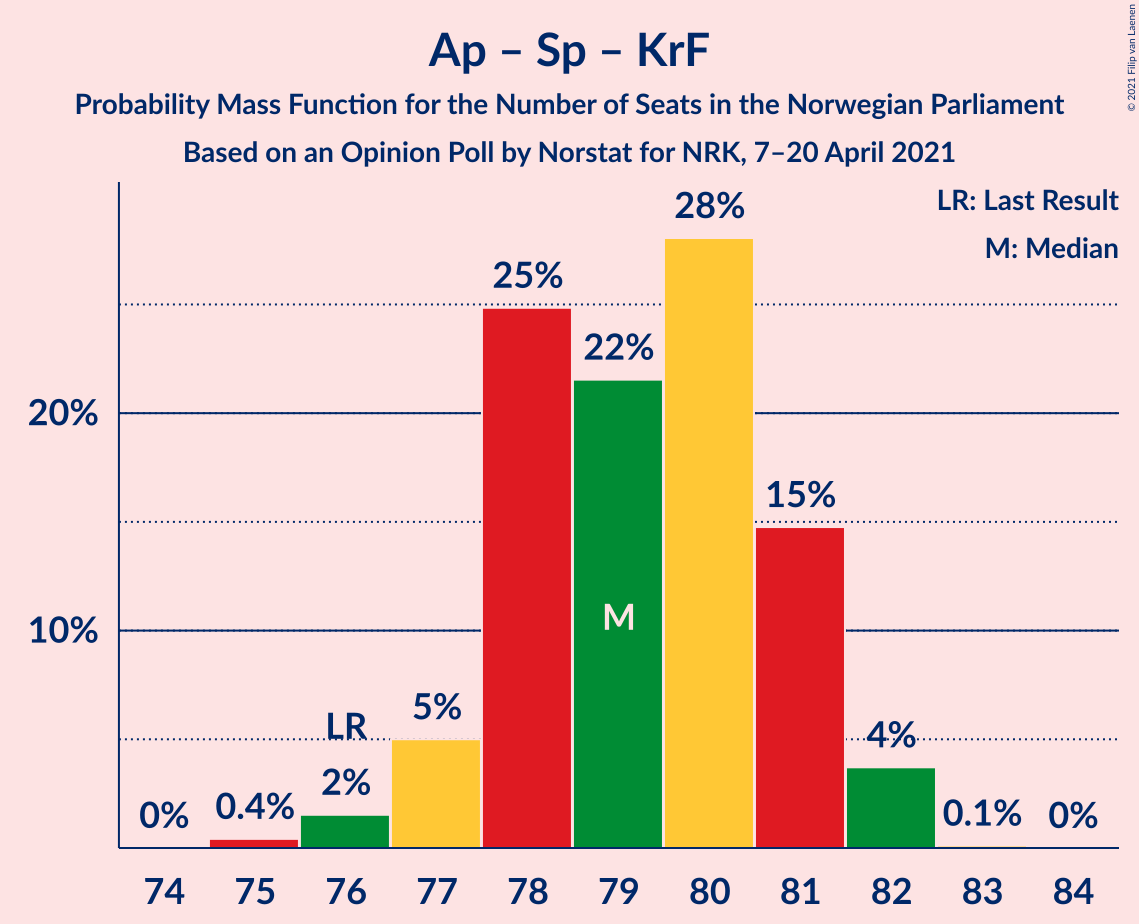 Ap – Sp – KrF
Probability Mass Function for the Number of Seats in the Norwegian Parliament
Based on an Opinion Poll by Norstat for NRK, 7–20 April 2021
© 2021 Filip van Laenen
LR: Last Result
M: Median
28%
25%
22%
20%
15%
M
10%
5%
LR
4%
2%
0.4%
0%
0.1%
0%
74 75 76 77 78 79 80 81 82 83 84